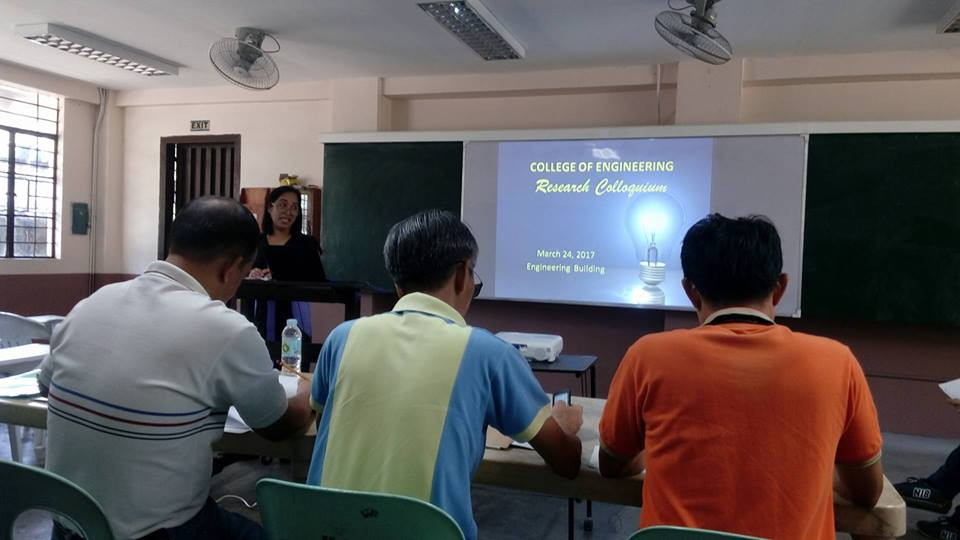 EXIT
COLLEGE OF ENGINEERING
Research Colloquium
March 24, 2017
Engineering Building